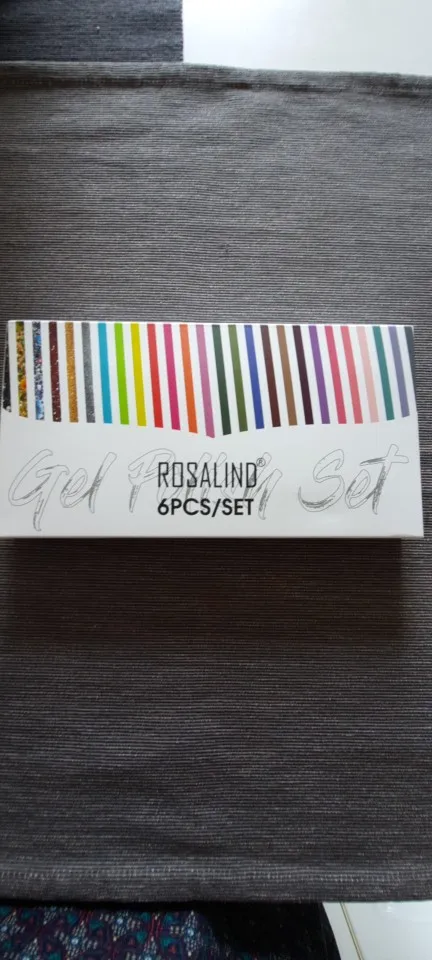 Gel Polish Set
ROSALIND®
6PCS/SET